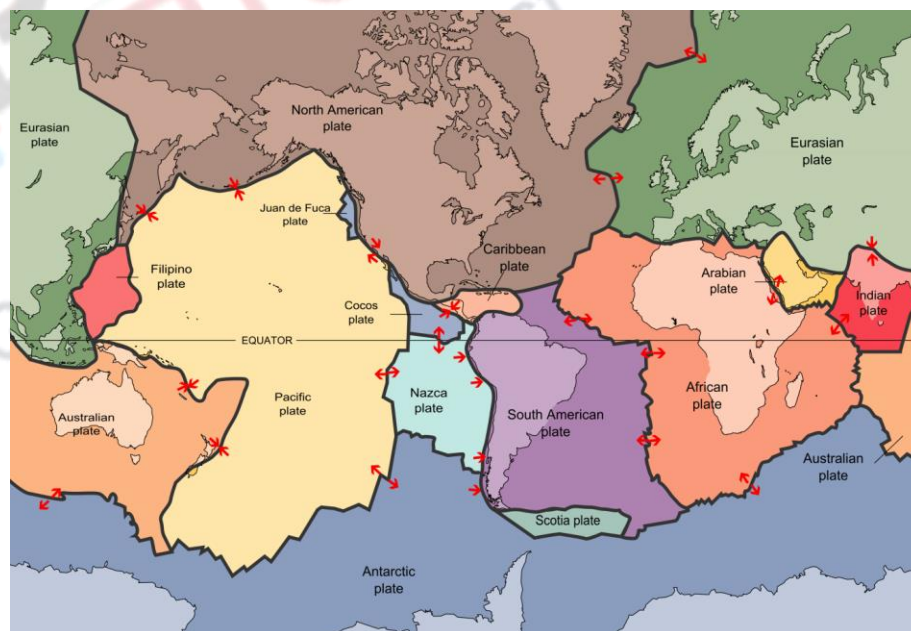 North American
plate
Eurasian
plate
Eurasian
plate
Juan de Fuca
plate
Caribbean
plate
Filipino
plate
Arabian
plate
Indian
plate
Cocos
plate
EQUATOR
Nazca
plate
African
plate
Pacific
plate
South American
plate
Australian
plate
Australian
plate
Scotia plate
Antarctic
plate